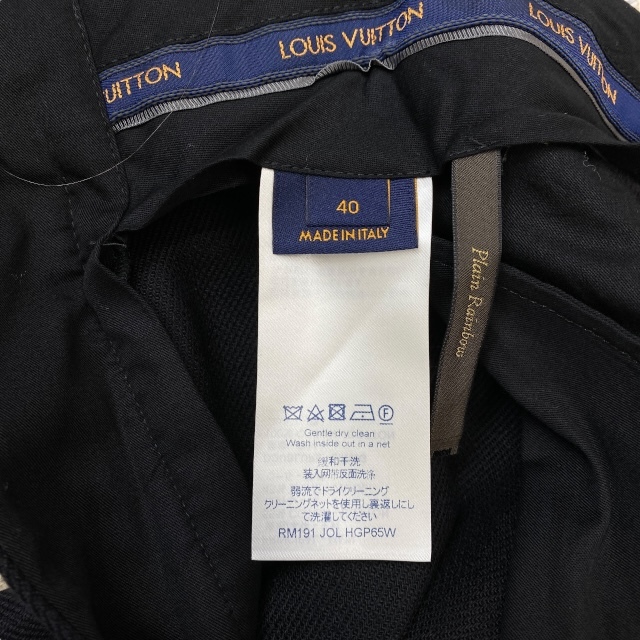 LOUIS VUITTON
UITTON
LOUIS VUITTON
40
MADE IN ITALY
Plain Rainbow
F
Gentle dry clean
Wash inside out in a net
缓和干洗
装入网帘反面洗净
弱流でドライクリーニング
クリーニングネットを使用し裏返しにし
て洗濯してください
RM191 JOL HGP65W